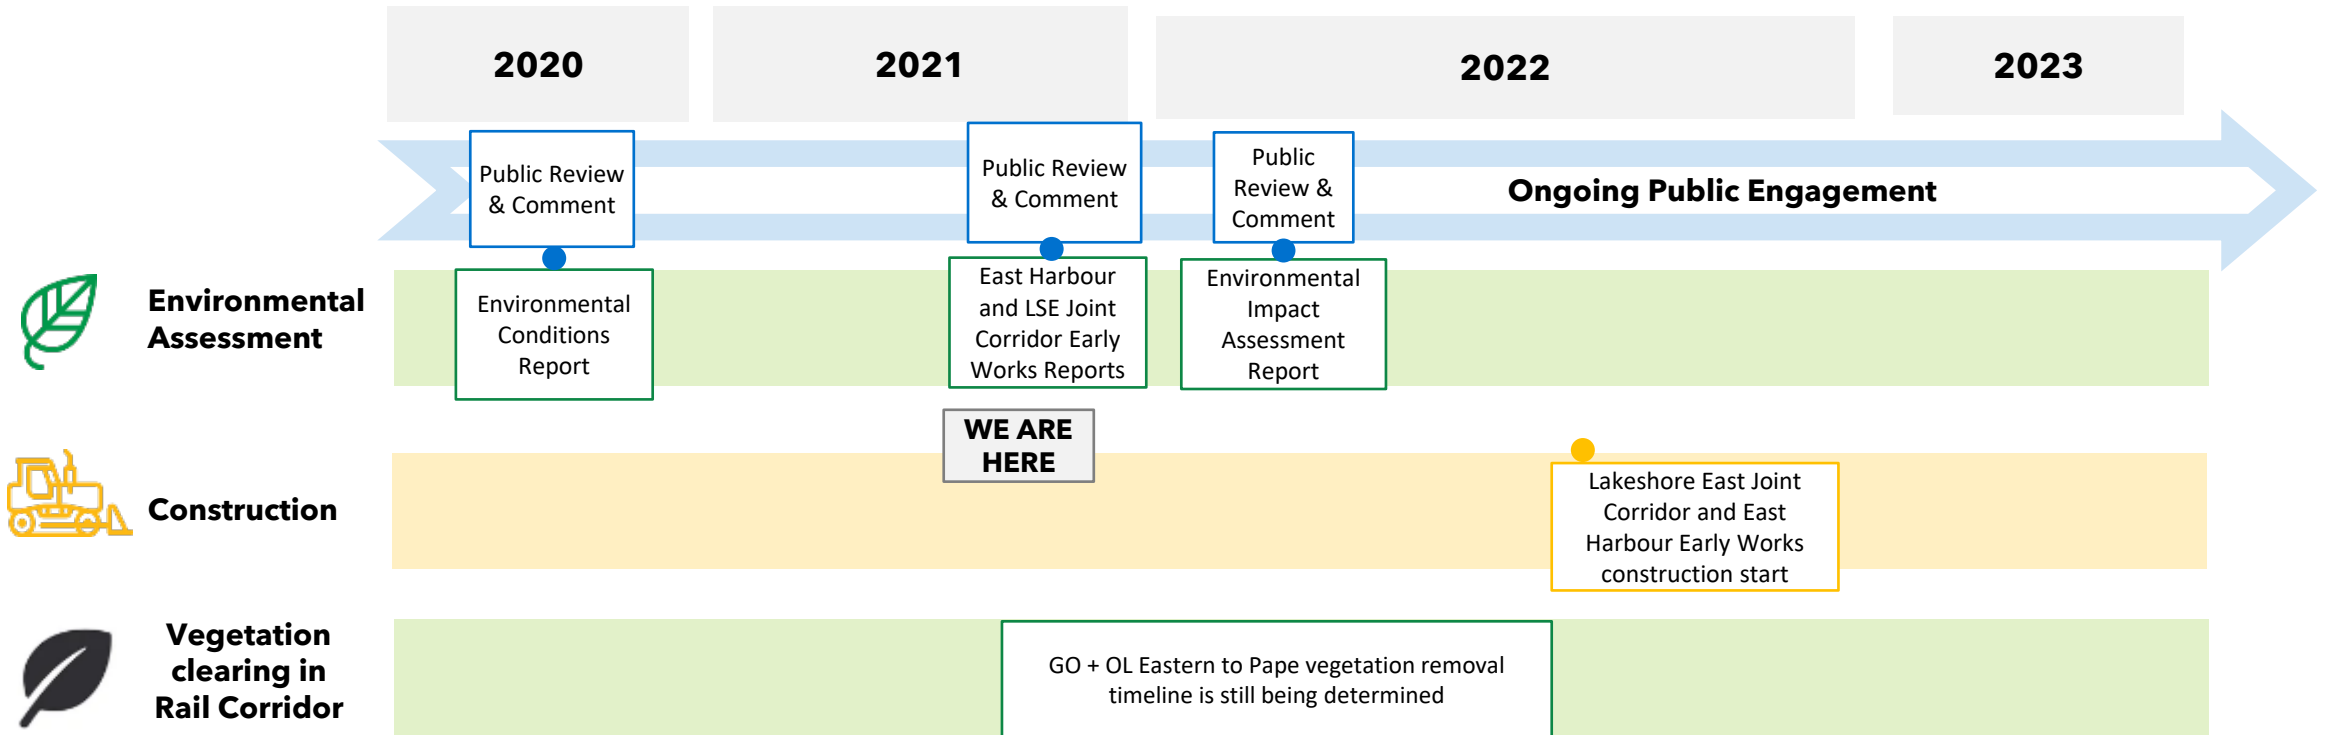 2020
2021
2022
2023
Public Review
& Comment
Public Review
& Comment
Public
Review &
Comment
Ongoing Public Engagement
Environmental
Assessment
Environmental
Conditions
Report
East Harbour
and LSE Joint
Corridor Early
Works Reports
Environmental
Impact
Assessment
Report
WE ARE
HERE
Construction
Lakeshore East Joint
Corridor and East
Harbour Early Works
construction start
Vegetation
clearing in
Rail Corridor
GO + OL Eastern to Pape vegetation removal
timeline is still being determined